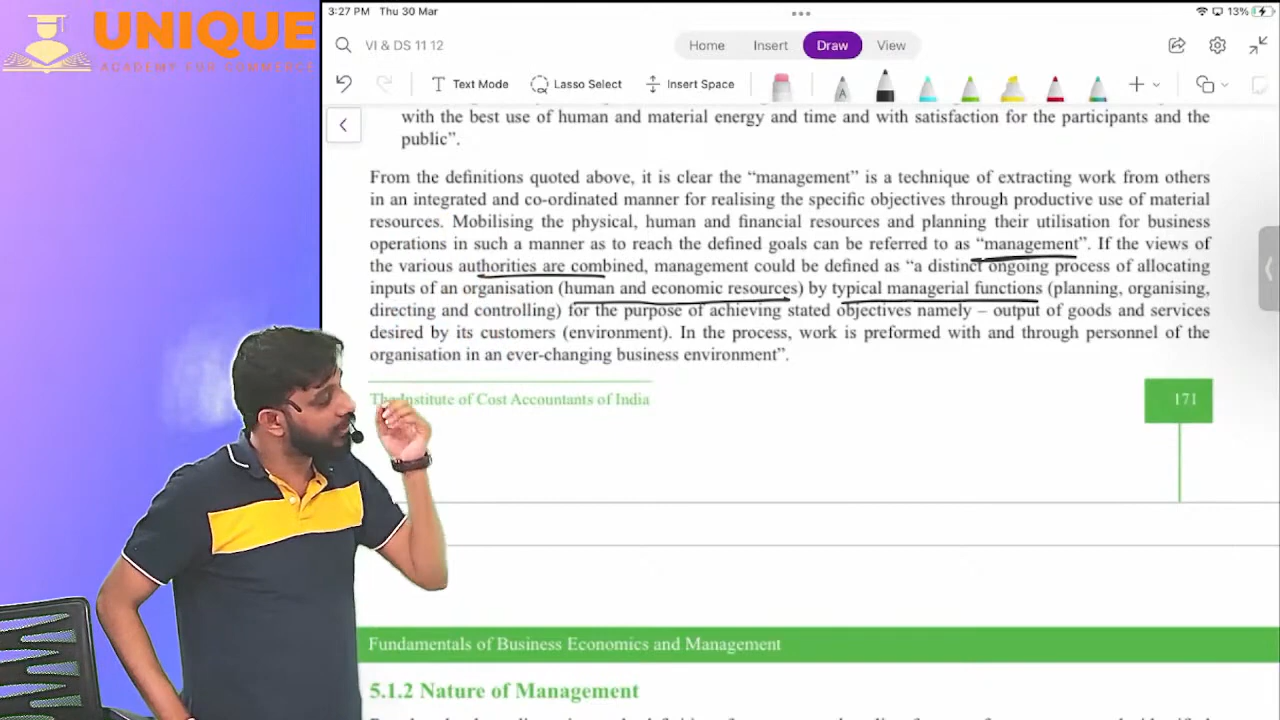 UNIQUE
ACADEMY FOR COMMERCE
3:27 PM Thu 30 Mar
13%
VI & DS 11 12
Home Insert Draw View
Text Mode Lasso Select Insert Space
with the best use of human and material energy and time and with satisfaction for the participants and the
public”.
From the definitions quoted above, it is clear the “management” is a technique of extracting work from others
in an integrated and co-ordinated manner for realising the specific objectives through productive use of material
resources. Mobilising the physical, human and financial resources and planning their utilisation for business
operations in such a manner as to reach the defined goals can be referred to as “management”. If the views of
the various authorities are combined, management could be defined as “a distinct ongoing process of allocating
inputs of an organisation (human and economic resources) by typical managerial functions (planning, organising,
directing and controlling) for the purpose of achieving stated objectives namely – output of goods and services
desired by its customers (environment). In the process, work is preformed with and through personnel of the
organisation in an ever-changing business environment”.
The Institute of Cost Accountants of India
171
Fundamentals of Business Economics and Management
5.1.2 Nature of Management